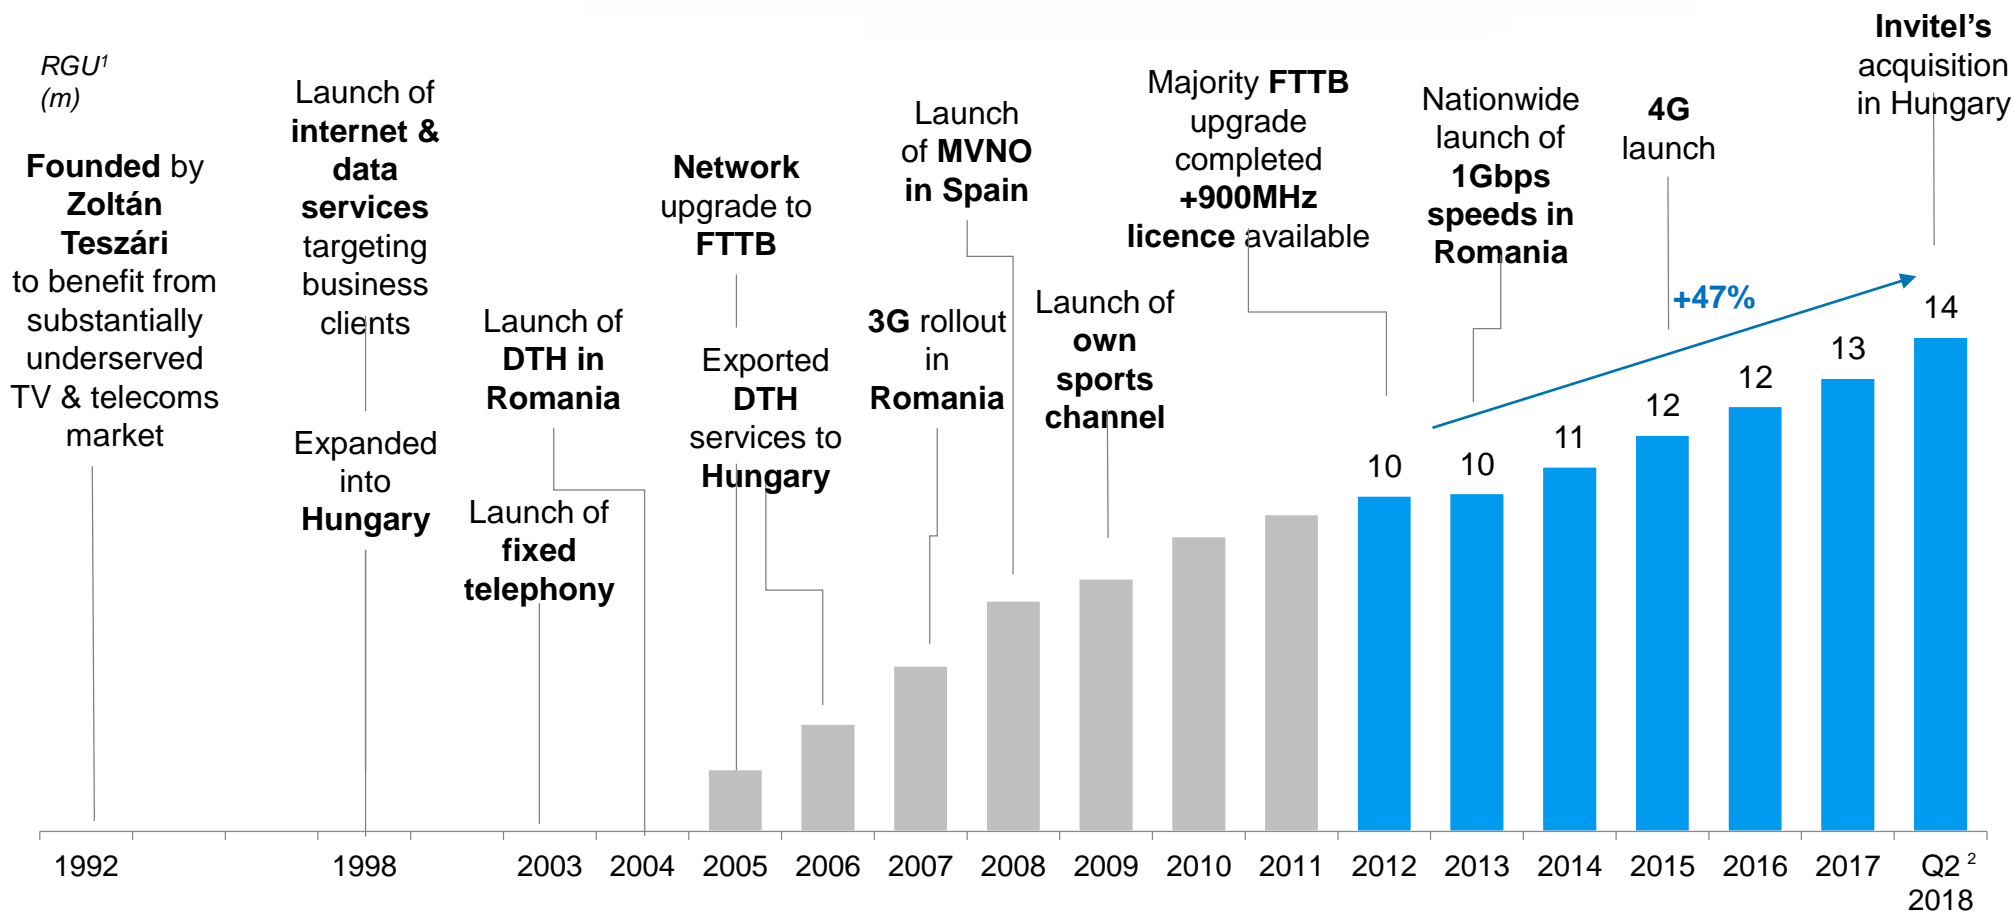 RGU¹
(m)
Founded by
Zoltán
Teszári
to benefit from
substantially
underserved
TV & telecoms
market
Launch of
internet &
data
services
targeting
business
clients
Expanded
into
Hungary
Launch of
DTH in
Romania
Launch of
fixed
telephony
Network
upgrade to
FTTB
Exported
DTH
services to
Hungary
3G rollout
in
Romania
Launch
of MVNO
in Spain
Launch of
own
sports
channel
Majority FTTB
upgrade
completed
+900MHz
licence available
Nationwide
launch of
1Gbps
speeds in
Romania
4G
launch
Invitel's
acquisition
in Hungary
+47%
10
10
11
12
12
13
14
1992
1998
2003
2004
2005
2006
2007
2008
2009
2010
2011
2012
2013
2014
2015
2016
2017
Q2 ²
2018